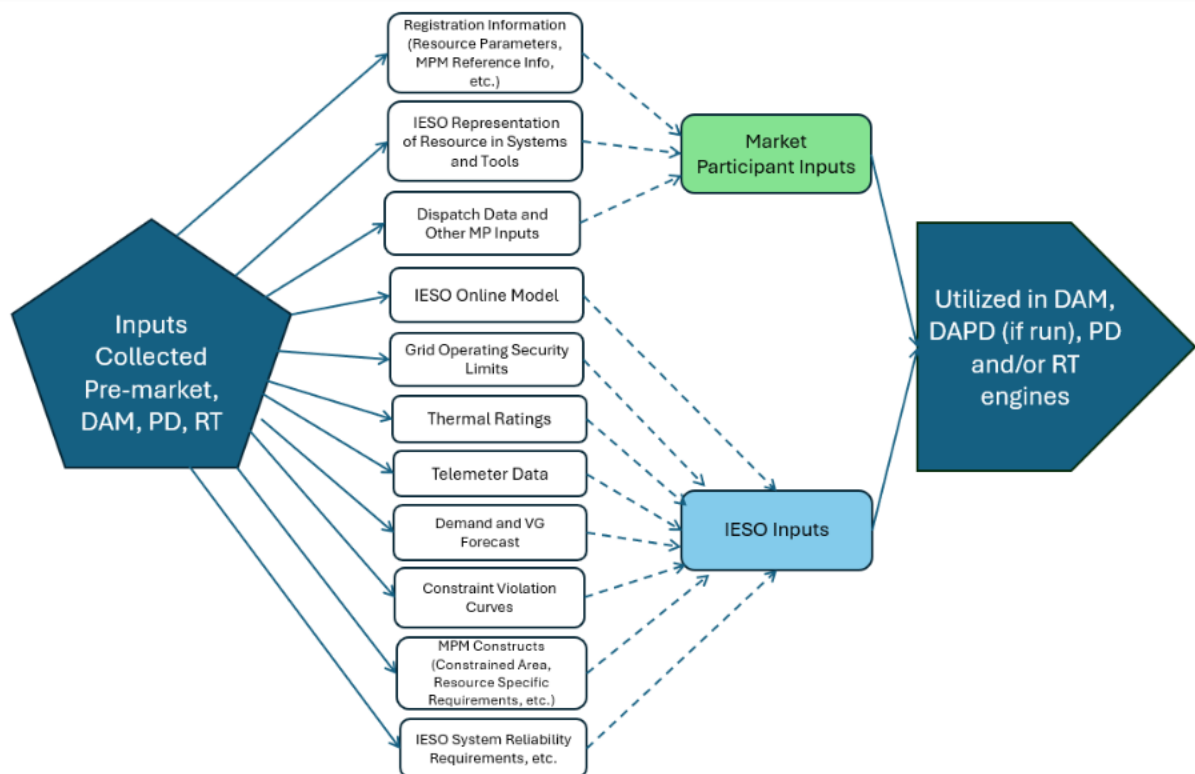 Registration Information
(Resource Parameters,
MPM Reference Info,
etc.)
IESO Representation
of Resource in Systems
and Tools
Dispatch Data and
Other MP Inputs
IESO Online Model
Grid Operating Security
Limits
Thermal Ratings
Telemeter Data
Demand and VG
Forecast
Constraint Violation
Curves
MPM Constructs
(Constrained Area,
Resource Specific
Requirements, etc.)
IESO System Reliability
Requirements, etc.
Inputs
Collected
Pre-market,
DAM, PD, RT
Market
Participant Inputs
IESO Inputs
Utilized in DAM,
DAPD (if run), PD
and/or RT
engines